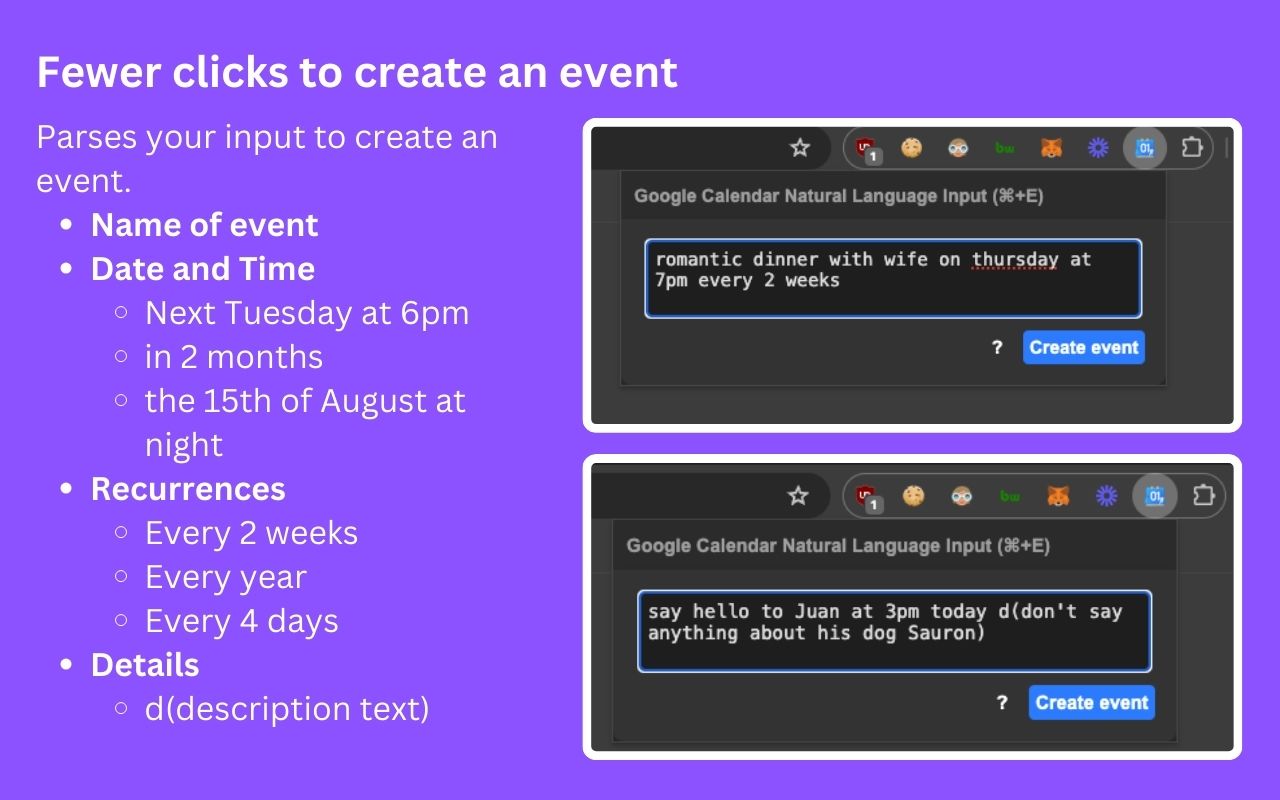 Fewer clicks to create an event
Parses your input to create an
event.
• Name of event
• Date and Time
○ Next Tuesday at 6pm
○ in 2 months
○ the 15th of August at
night
• Recurrences
○ Every 2 weeks
○ Every year
○ Every 4 days
• Details
○ d(description text)
1
bw
01
Google Calendar Natural Language Input (⌘+E)
romantic dinner with wife on thursday at
7pm every 2 weeks
? Create event
1
bw
01
Google Calendar Natural Language Input (⌘+E)
say hello to Juan at 3pm today d(don't say
anything about his dog Sauron)
? Create event